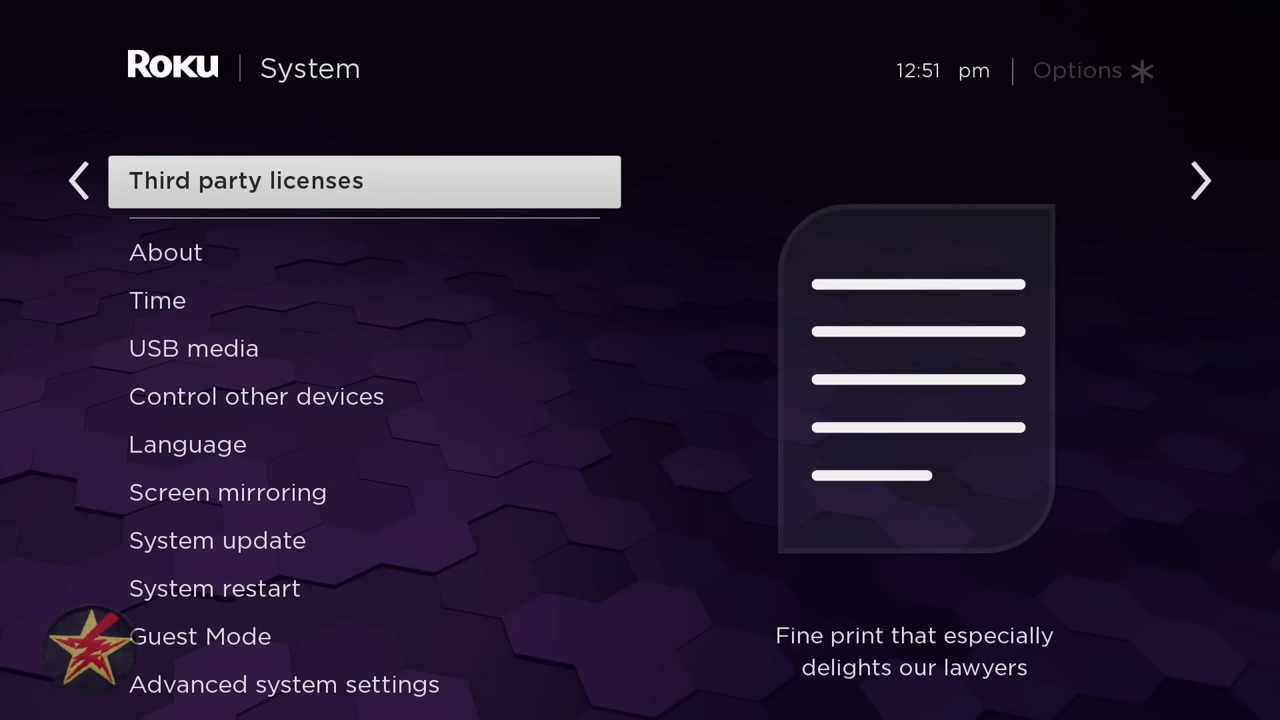 Roku | System
12:51 pm | Options
Third party licenses
About
Time
USB media
Control other devices
Language
Screen mirroring
System update
System restart
Guest Mode
Advanced system settings
Fine print that especially
delights our lawyers